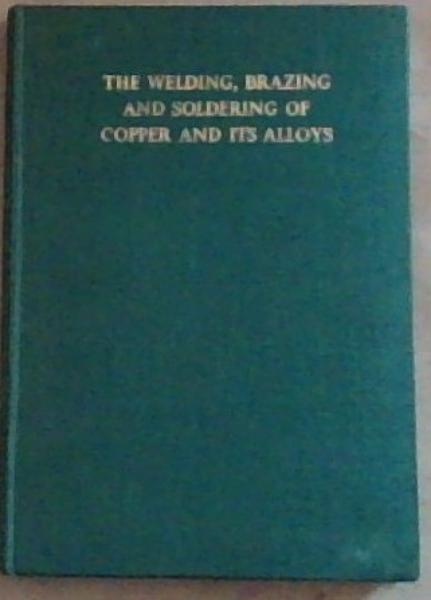 THE WELDING, BRAZING
AND SOLDERING OF
COPPER AND ITS ALLOYS